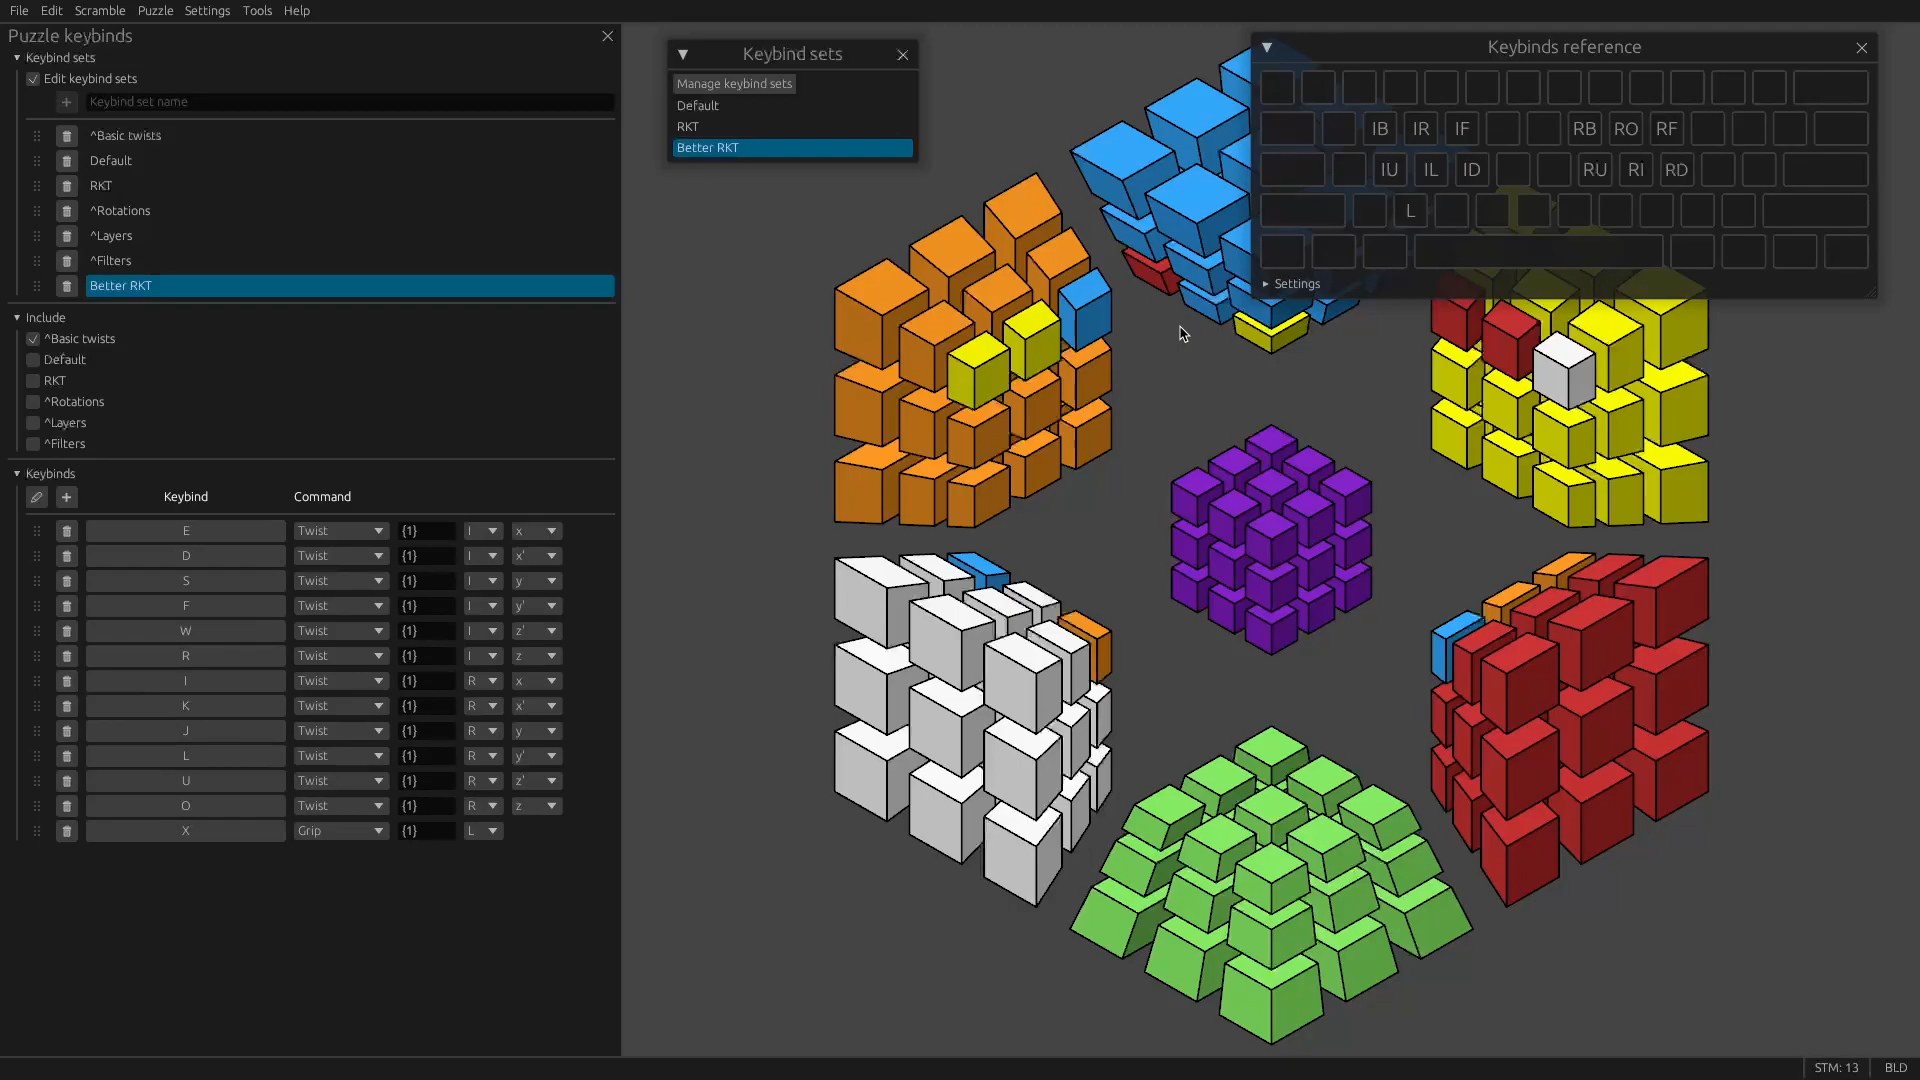 File Edit Scramble Puzzle Settings Tools Help
Puzzle keybinds
Keybind sets
Edit keybind sets
+ Keybind set name
^Basic twists
Default
RKT
^Rotations
^Layers
^Filters
Better RKT
Include
^Basic twists
Default
RKT
^Rotations
^Layers
^Filters
Keybinds
+ Keybind Command
E Twist {1} I x
D Twist {1} I x'
S Twist {1} I y
F Twist {1} I y'
W Twist {1} I z'
R Twist {1} I z
I Twist {1} R x
K Twist {1} R x'
J Twist {1} R y
L Twist {1} R y'
U Twist {1} R z'
O Twist {1} R z
X Grip {1} L
Keybind sets
Manage keybind sets
Default
RKT
Better RKT
Keybinds reference
IB IR IF RB RO RF
IU IL ID RU RI RD
L
Settings
STM: 13 BLD